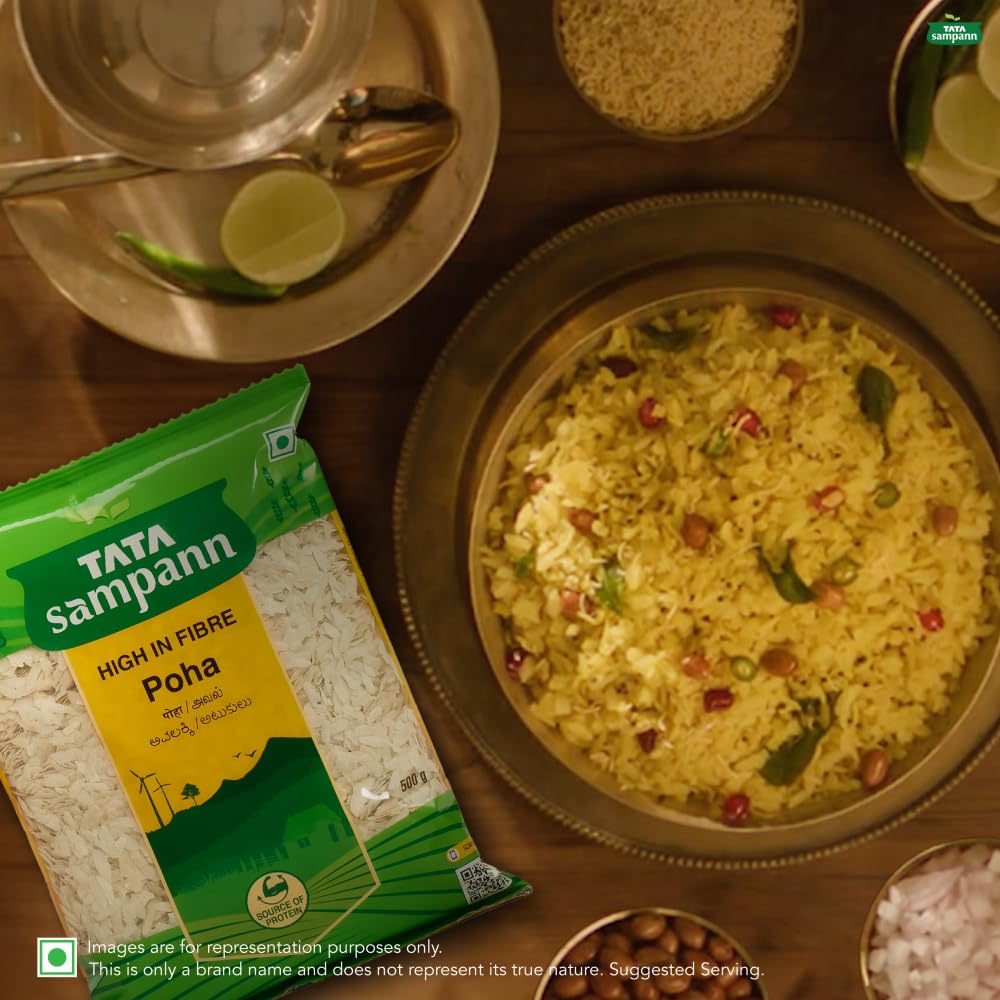 TATA
sampann
TATA
sampann
HIGH IN FIBRE
Poha
पोहा / அவல்
ಅವಲಕ್ಕಿ / అటుకులు
500 g
SOURCE OF
PROTEIN
Images are for representation purposes only.
This is only a brand name and does not represent its true nature. Suggested Serving.